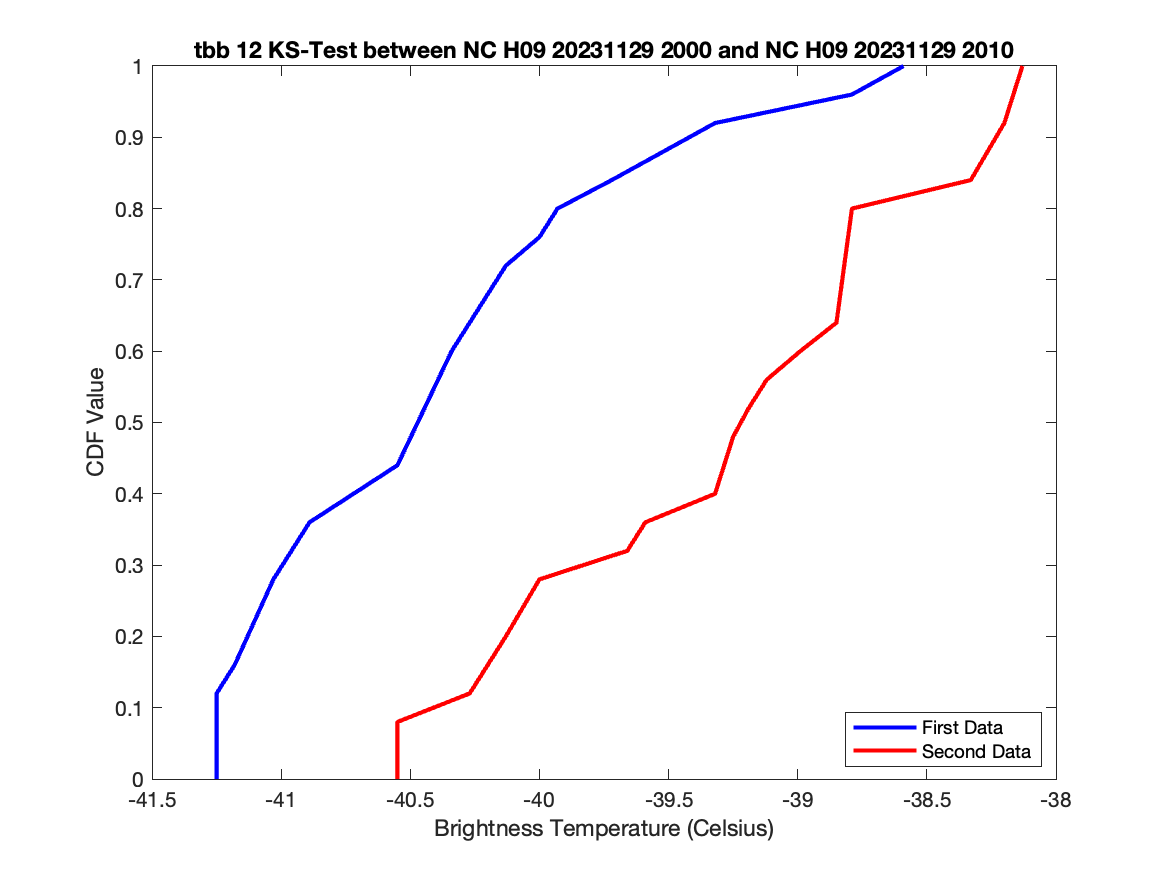 tbb 12 KS-Test between NC H09 20231129 2000 and NC H09 20231129 2010
1
0.9
0.8
0.7
0.6
0.5
0.4
0.3
0.2
0.1
0
CDF Value
First Data
Second Data
-41.5 -41 -40.5 -40 -39.5 -39 -38.5 -38
Brightness Temperature (Celsius)